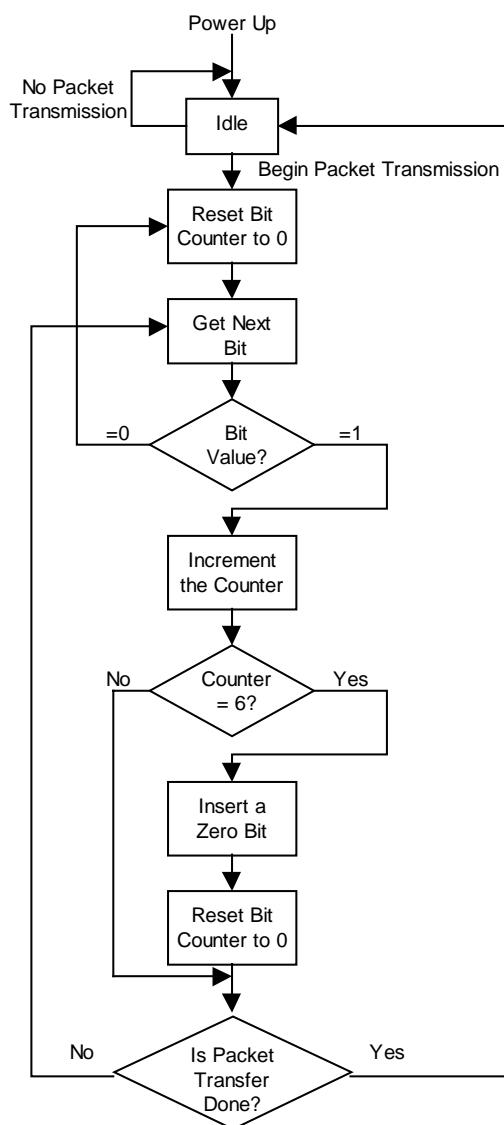 Power Up
No Packet
Transmission
Idle
Begin Packet Transmission
Reset Bit
Counter to 0
Get Next
Bit
=0
Bit
Value?
=1
Increment
the Counter
No
Counter
= 6?
Yes
Insert a
Zero Bit
Reset Bit
Counter to 0
No
Is Packet
Transfer
Done?
Yes